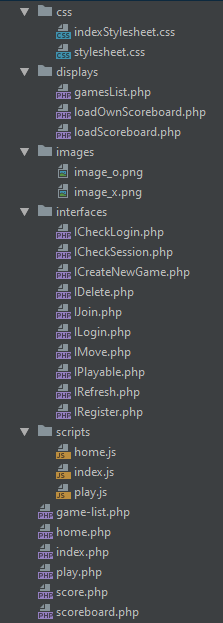 css
indexStylesheet.css
stylesheet.css
displays
gamesList.php
loadOwnScoreboard.php
loadScoreboard.php
images
image_o.png
image_x.png
interfaces
ICheckLogin.php
ICheckSession.php
ICreateNewGame.php
IDelete.php
IJoin.php
ILogin.php
IMove.php
IPlayable.php
IRefresh.php
IRegister.php
scripts
home.js
index.js
play.js
game-list.php
home.php
index.php
play.php
score.php
scoreboard.php